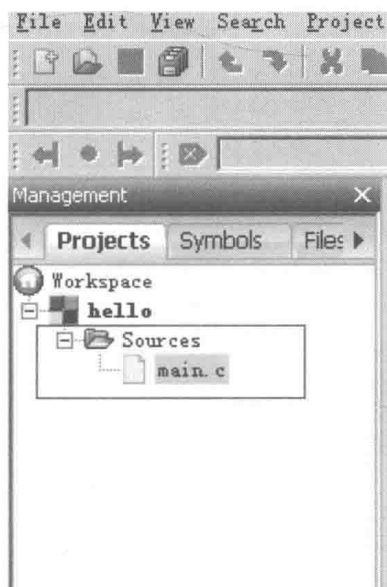 File Edit View Search Project
Management
Projects Symbols Files
Workspace
hello
Sources
main.c